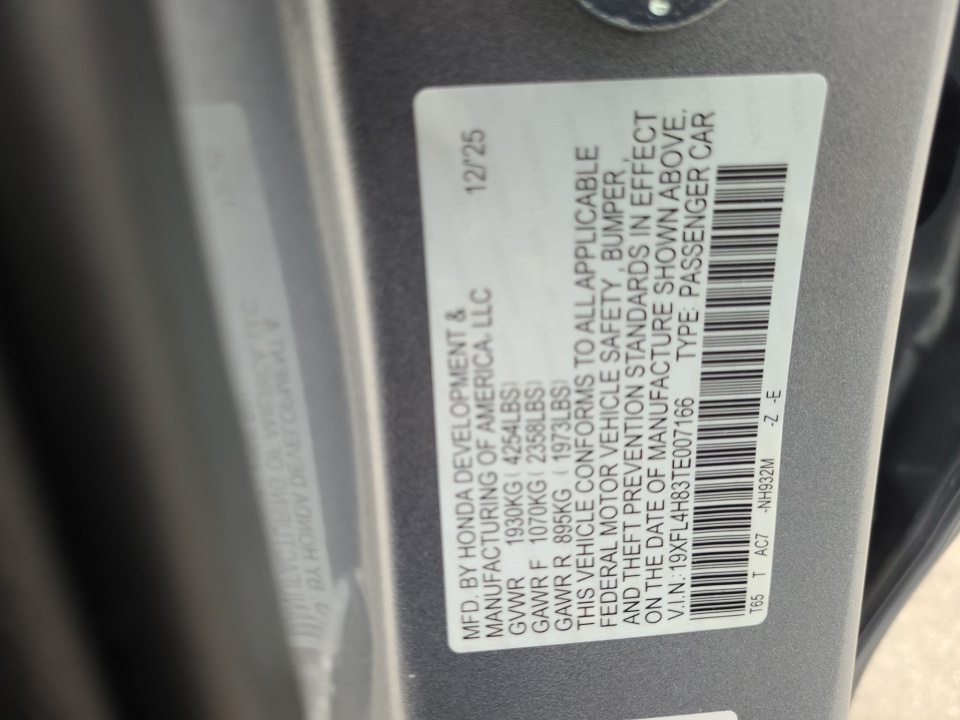 MFD. BY HONDA DEVELOPMENT &
MANUFACTURING OF AMERICA, LLC 12/'25
GVWR 1930KG ( 4254LBS)
GAWR F 1070KG ( 2358LBS)
GAWR R 895KG ( 1973LBS)
THIS VEHICLE CONFORMS TO ALL APPLICABLE
FEDERAL MOTOR VEHICLE SAFETY, BUMPER,
AND THEFT PREVENTION STANDARDS IN EFFECT
ON THE DATE OF MANUFACTURE SHOWN ABOVE.
V.I.N.: 19XFL4H83TE007166 TYPE: PASSENGER CAR
T65 T AC7 -NH932M -Z -E